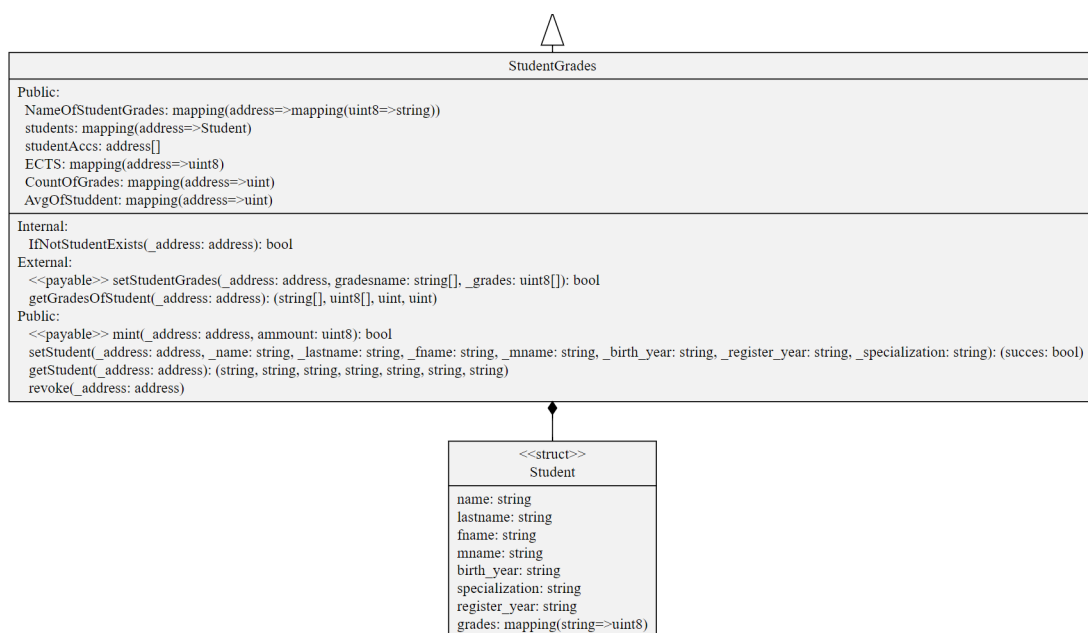 StudentGrades
Public:
NameOfStudentGrades: mapping(address=>mapping(uint8=>string))
students: mapping(address=>Student)
studentAccs: address[]
ECTS: mapping(address=>uint8)
CountOfGrades: mapping(address=>uint)
AvgOfStuddent: mapping(address=>uint)
Internal:
IfNotStudentExists(_address: address): bool
External:
<<payable>> setStudentGrades(_address: address, gradesname: string[], _grades: uint8[]): bool
getGradesOfStudent(_address: address): (string[], uint8[], uint, uint)
Public:
<<payable>> mint(_address: address, ammount: uint8): bool
setStudent(_address: address, _name: string, _lastname: string, _fname: string, _mname: string, _birth_year: string, _register_year: string, _specialization: string): (succes: bool)
getStudent(_address: address): (string, string, string, string, string, string, string)
revoke(_address: address)
<<struct>>
Student
name: string
lastname: string
fname: string
mname: string
birth_year: string
specialization: string
register_year: string
grades: mapping(string=>uint8)